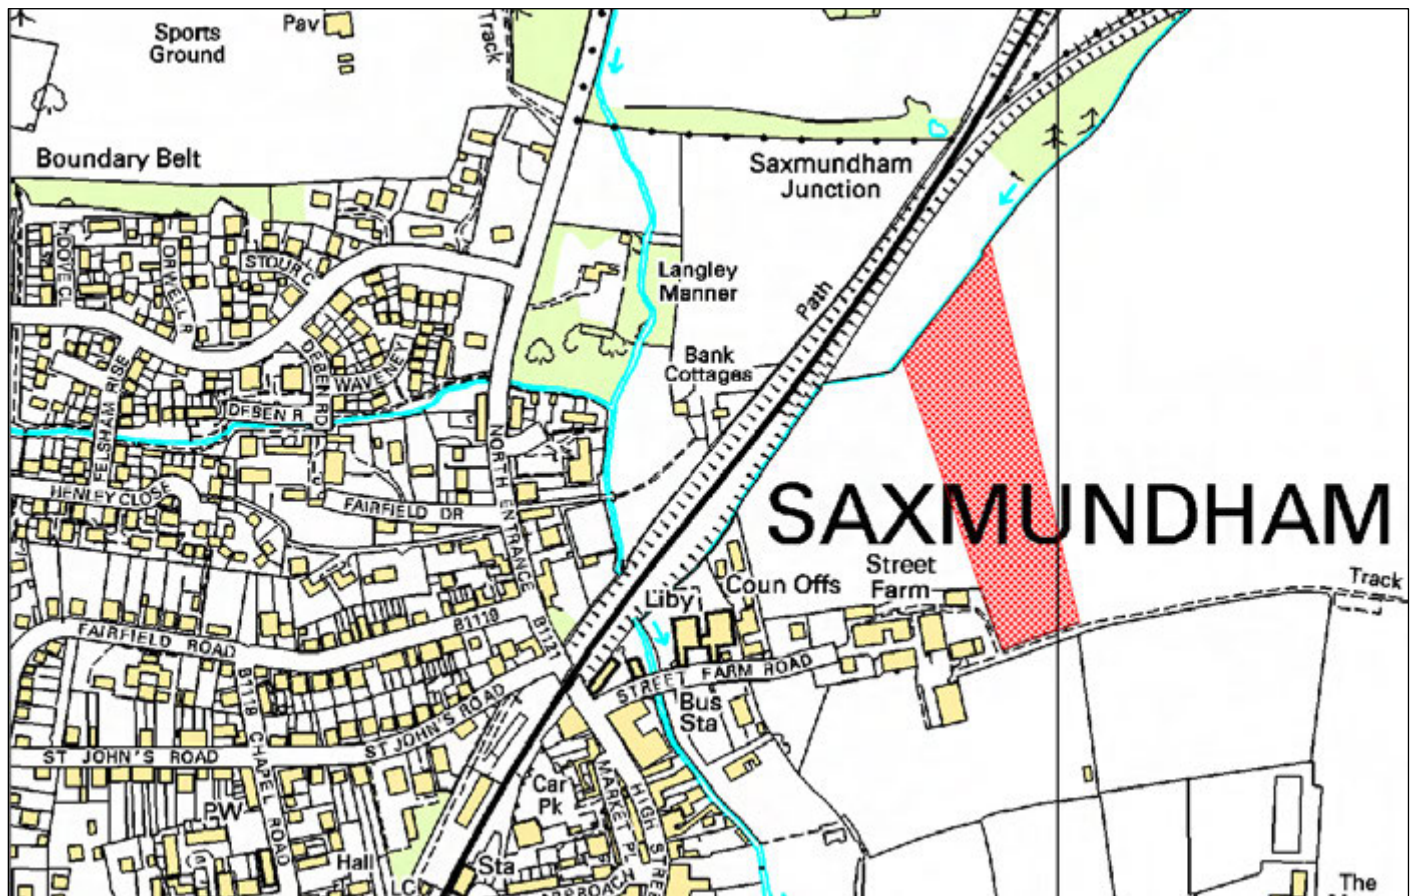 Sports
Ground
Pav
Track
Boundary Belt
Saxmundham
Junction
DOVE CL
ORWELL R
STOUR C
Langley
Manner
Path
Bank
Cottages
FELSHAM RISE
DEBEN RD
WAVENEY
DEBEN R
HENLEY CLOSE
FAIRFIELD DR
NORTH ENTRANCE
SAXMUNDHAM
Street
Farm
Coun Offs
Liby
Track
FAIRFIELD ROAD
B1119
B1121
B1119
STREET FARM ROAD
Bus
Sta
ST JOHN'S ROAD
ST JOHN'S ROAD
CHAPEL ROAD
PW
Car
Pk
MARKET PL
HIGH STRE
Hall
LC
Sta
APPROACH
The